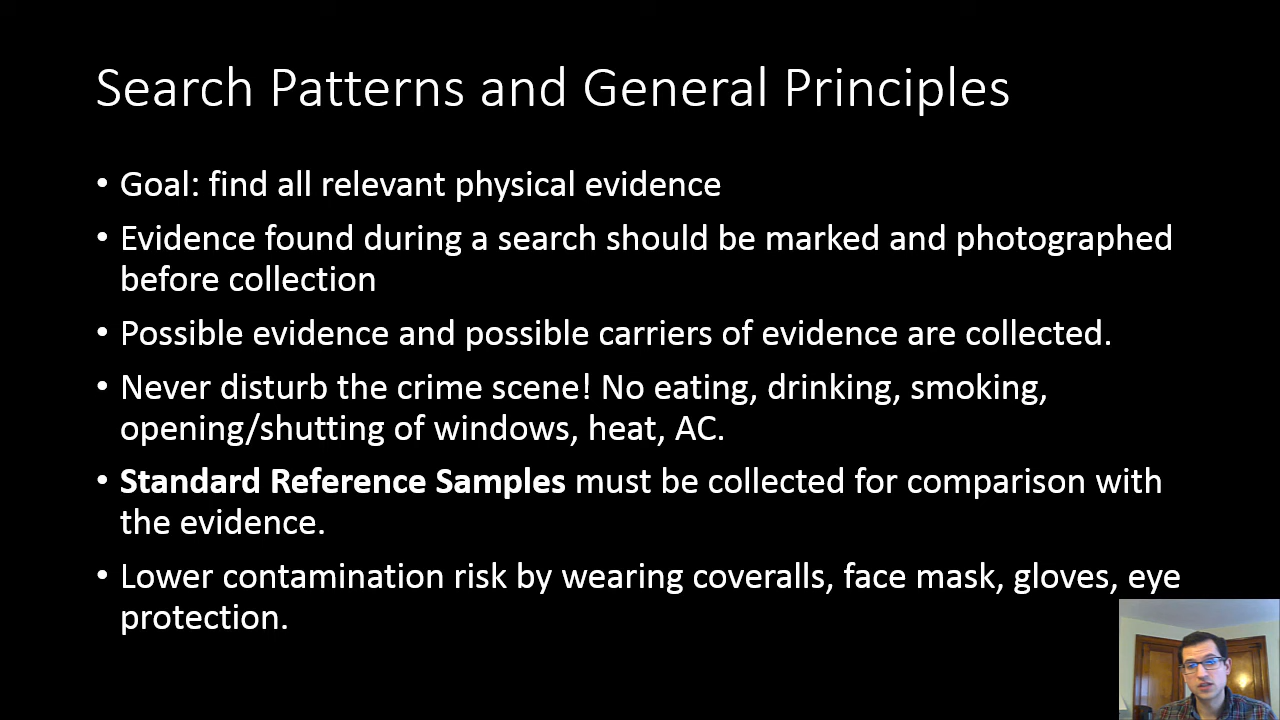 Search Patterns and General Principles
• Goal: find all relevant physical evidence
• Evidence found during a search should be marked and photographed
before collection
• Possible evidence and possible carriers of evidence are collected.
• Never disturb the crime scene! No eating, drinking, smoking,
opening/shutting of windows, heat, AC.
• Standard Reference Samples must be collected for comparison with
the evidence.
• Lower contamination risk by wearing coveralls, face mask, gloves, eye
protection.